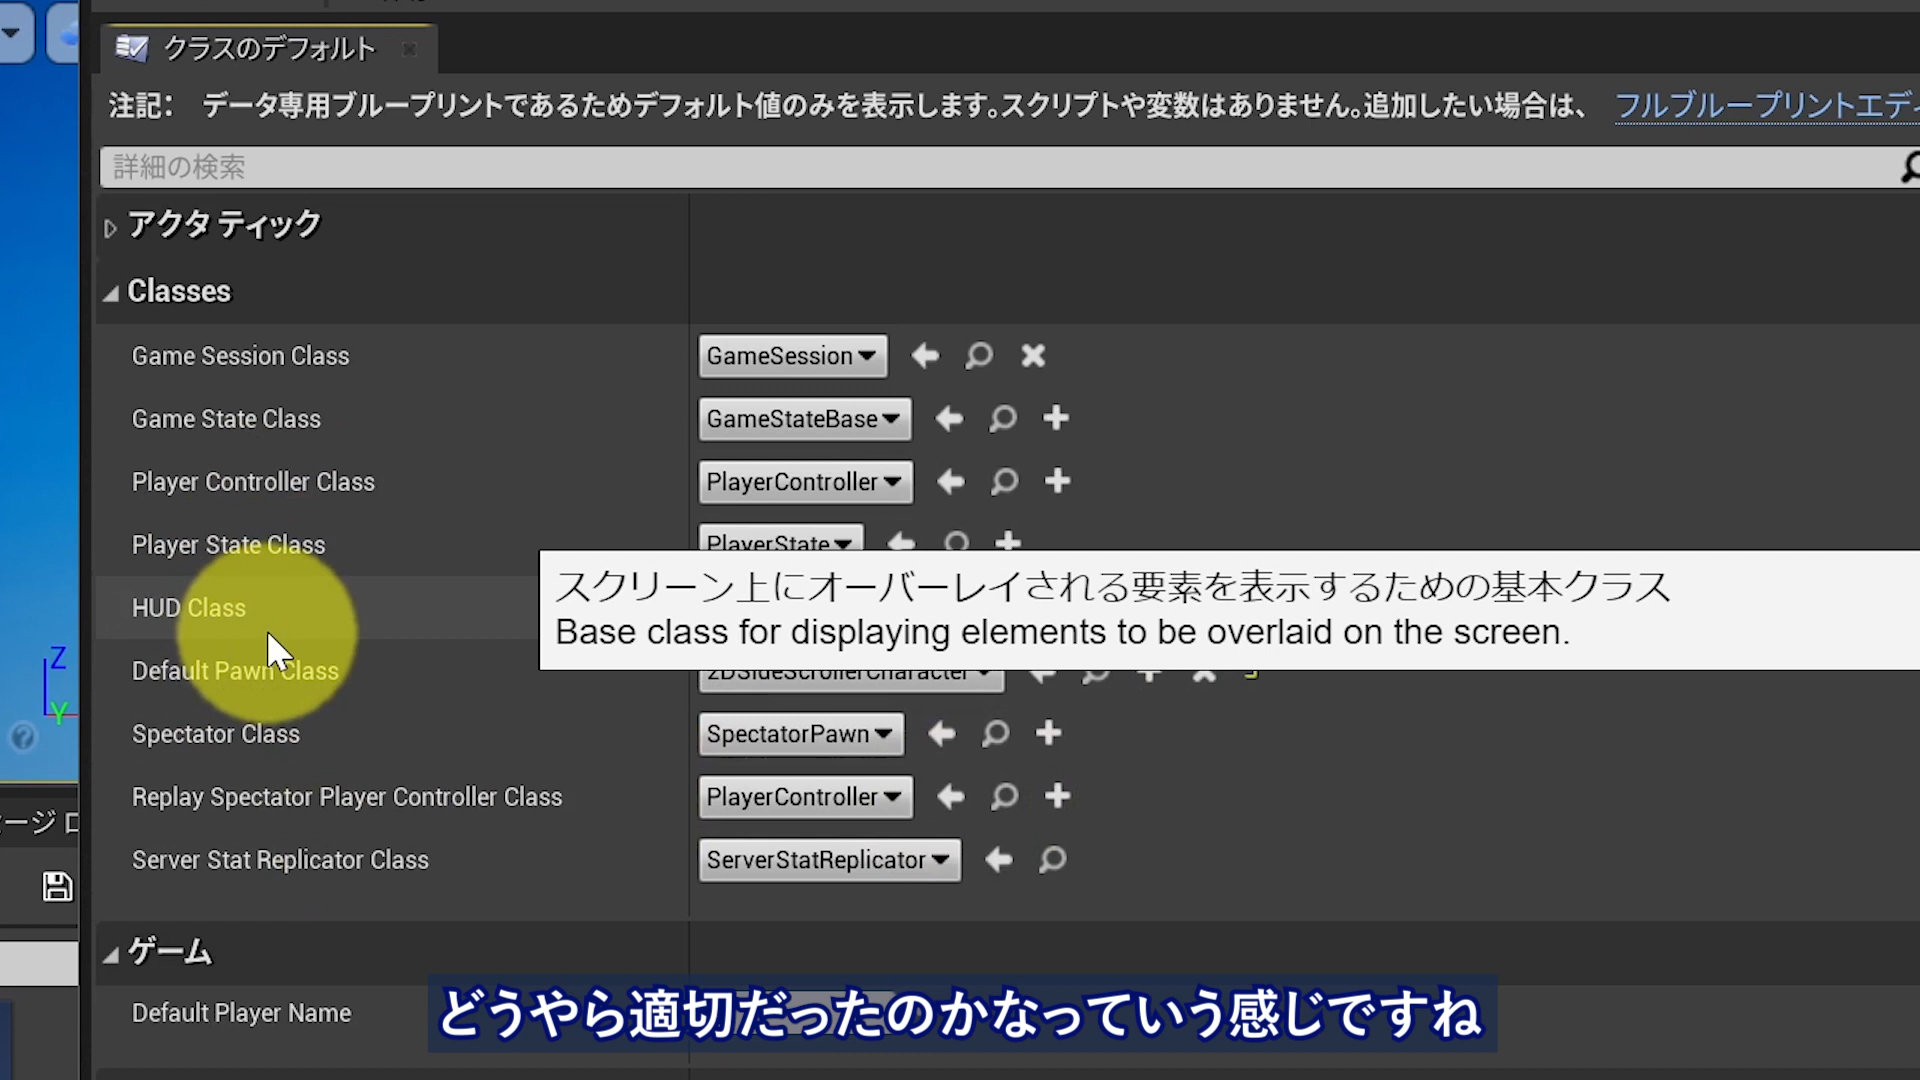 クラスのデフォルト
注記： データ専用ブループリントであるためデフォルト値のみを表示します。スクリプトや変数はありません。追加したい場合は、 フルブループリントエディ
詳細の検索
アクタ ティック
Classes
Game Session Class GameSession
Game State Class GameStateBase
Player Controller Class PlayerController
Player State Class PlayerState
HUD Class
スクリーン上にオーバーレイされる要素を表示するための基本クラス
Base class for displaying elements to be overlaid on the screen.
Default Pawn Class 2DSideScrollerCharacter
Z
Y
Spectator Class SpectatorPawn
Replay Spectator Player Controller Class PlayerController
セージ ロ
Server Stat Replicator Class ServerStatReplicator
ゲーム
Default Player Name
どうやら適切だったのかなっていう感じですね